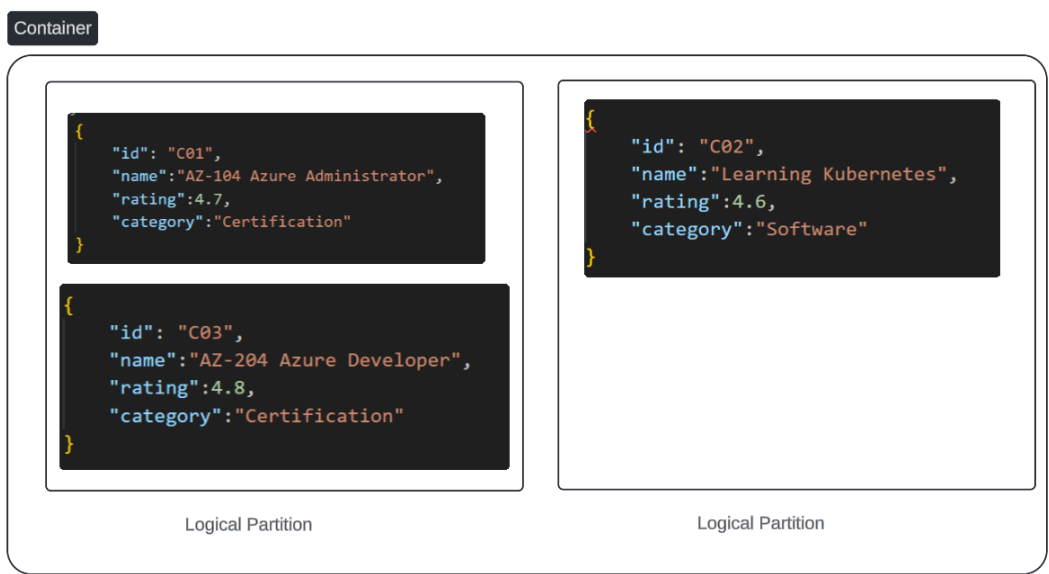 Container
{
"id": "C01",
"name":"AZ-104 Azure Administrator",
"rating":4.7,
"category":"Certification"
}
{
"id": "C03",
"name":"AZ-204 Azure Developer",
"rating":4.8,
"category":"Certification"
}
Logical Partition
{
"id": "C02",
"name":"Learning Kubernetes",
"rating":4.6,
"category":"Software"
}
Logical Partition